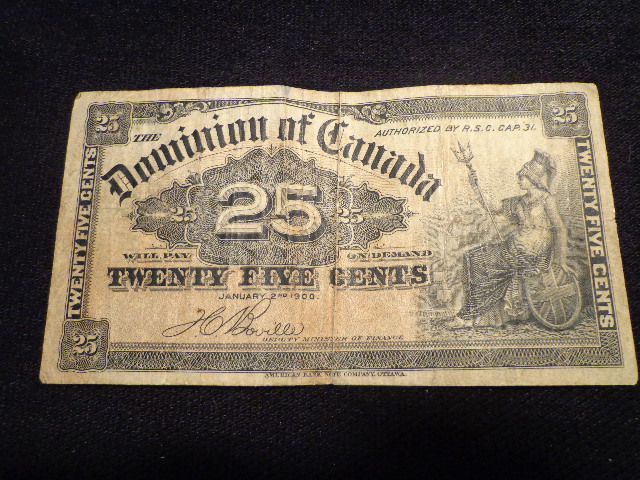 25 25
THE AUTHORIZED BY R.S.C. CAP. 31.
Dominion of Canada
25 25 25
WILL PAY ON DEMAND
TWENTY FIVE CENTS
JANUARY 2ND 1900.
J C Boville
DEPUTY MINISTER OF FINANCE
25
AMERICAN BANK NOTE COMPANY, OTTAWA.
TWENTY FIVE CENTS
TWENTY FIVE CENTS